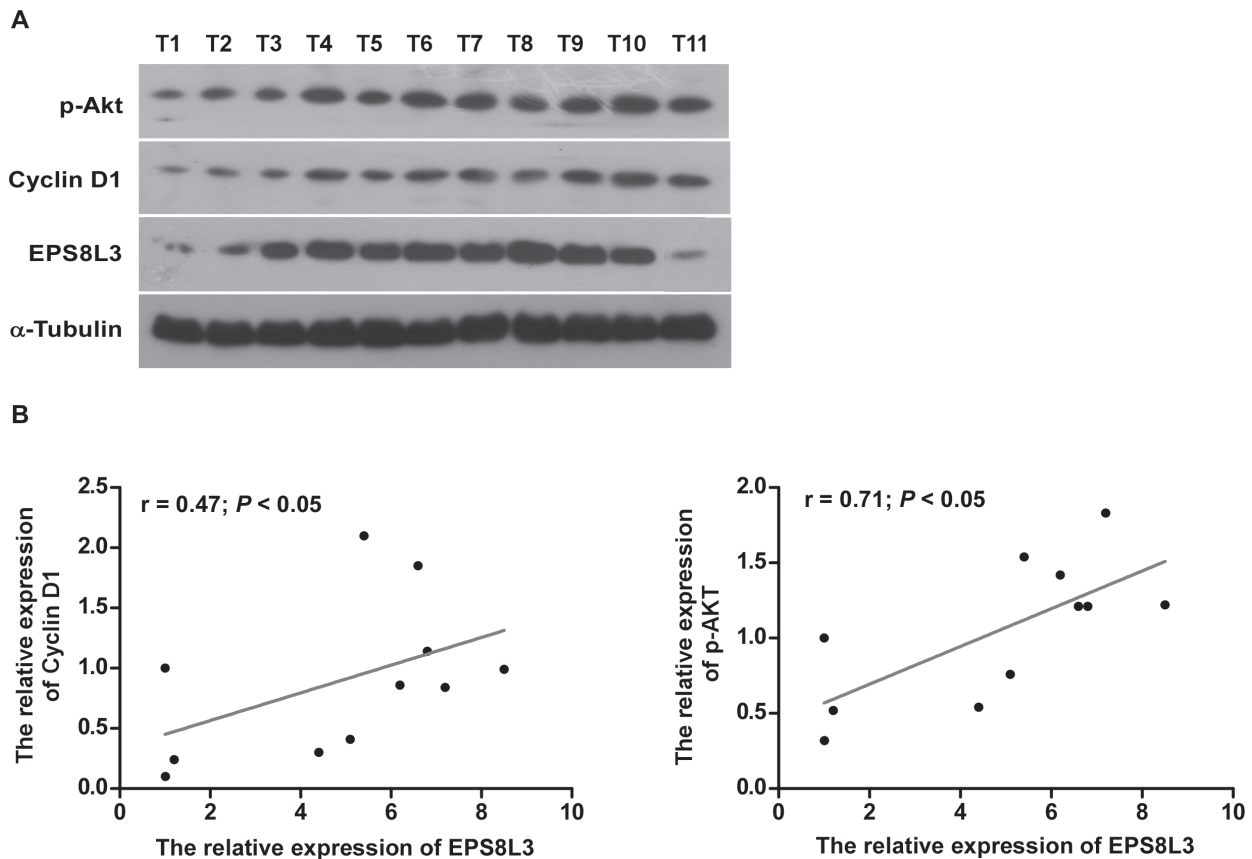 A
T1 T2 T3 T4 T5 T6 T7 T8 T9 T10 T11
p-Akt
Cyclin D1
EPS8L3
α-Tubulin
B
r = 0.47; P < 0.05
The relative expression
of Cyclin D1
2.5
2.0
1.5
1.0
0.5
0.0
0 2 4 6 8 10
The relative expression of EPS8L3
r = 0.71; P < 0.05
The relative expression
of p-AKT
2.0
1.5
1.0
0.5
0.0
0 2 4 6 8 10
The relative expression of EPS8L3